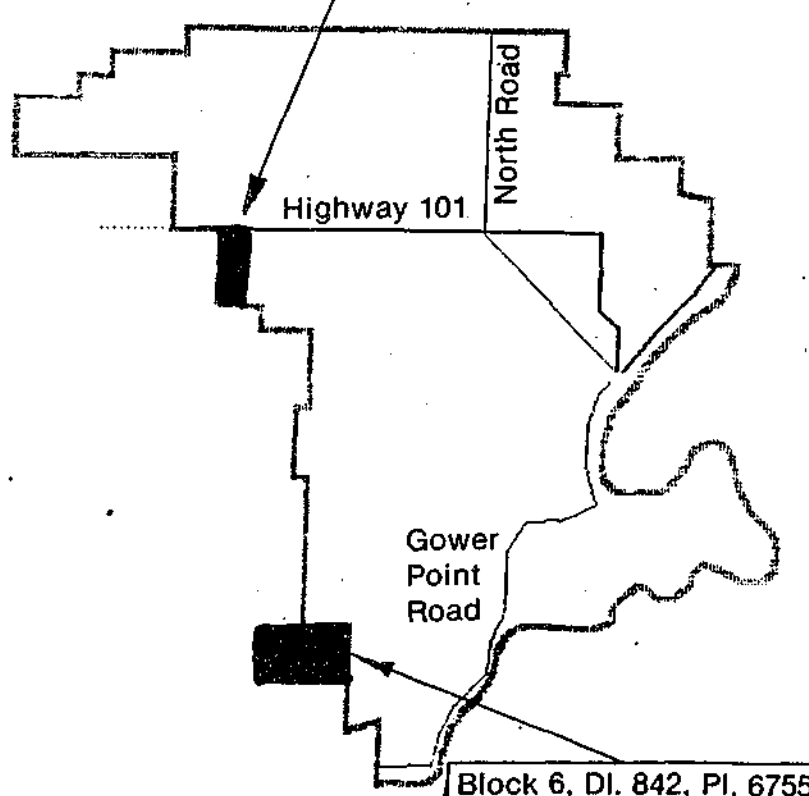 North Road
Highway 101
Gower
Point
Road
Block 6, Dl. 842, Pl. 6755